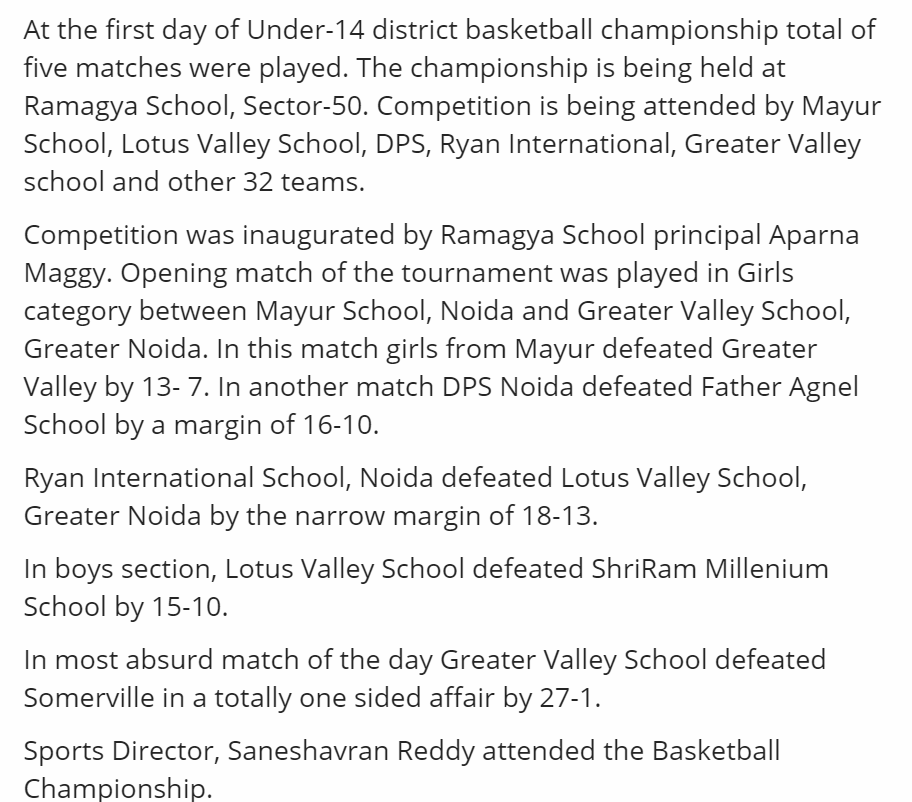 At the first day of Under-14 district basketball championship total of
five matches were played. The championship is being held at
Ramagya School, Sector-50. Competition is being attended by Mayur
School, Lotus Valley School, DPS, Ryan International, Greater Valley
school and other 32 teams.
Competition was inaugurated by Ramagya School principal Aparna
Maggy. Opening match of the tournament was played in Girls
category between Mayur School, Noida and Greater Valley School,
Greater Noida. In this match girls from Mayur defeated Greater
Valley by 13- 7. In another match DPS Noida defeated Father Agnel
School by a margin of 16-10.
Ryan International School, Noida defeated Lotus Valley School,
Greater Noida by the narrow margin of 18-13.
In boys section, Lotus Valley School defeated ShriRam Millenium
School by 15-10.
In most absurd match of the day Greater Valley School defeated
Somerville in a totally one sided affair by 27-1.
Sports Director, Saneshavran Reddy attended the Basketball
Championship.